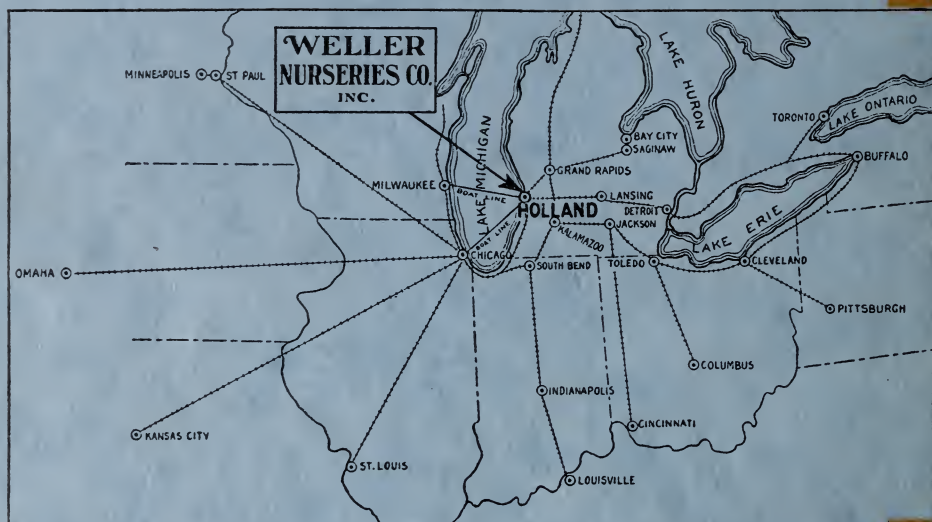 WELLER
NURSERIES CO.
INC.
MINNEAPOLIS
ST PAUL
LAKE HURON
LAKE MICHIGAN
TORONTO
LAKE ONTARIO
BAY CITY
SAGINAW
BUFFALO
GRAND RAPIDS
MILWAUKEE
BOAT LINE
LANSING
HOLLAND
DETROIT
JACKSON
KALAMAZOO
LAKE ERIE
BOAT LINE
CHICAGO
OMAHA
SOUTH BEND
TOLEDO
CLEVELAND
PITTSBURGH
COLUMBUS
INDIANAPOLIS
CINCINNATI
KANSAS CITY
ST. LOUIS
LOUISVILLE